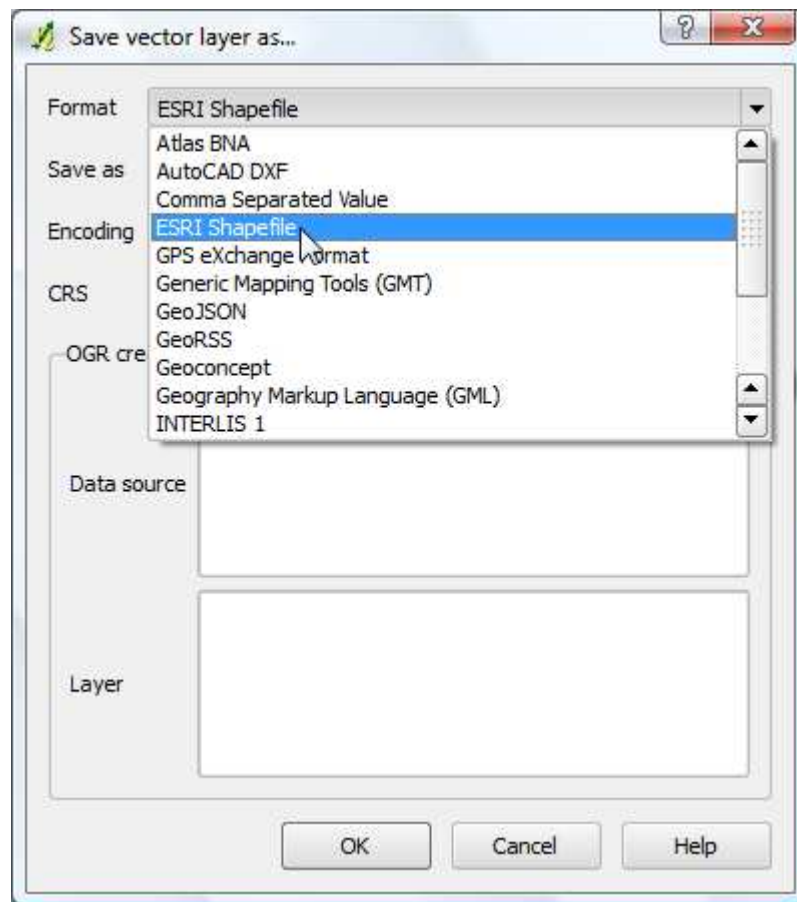 Save vector layer as...
Format ESRI Shapefile
Atlas BNA
Save as AutoCAD DXF
Comma Separated Value
Encoding ESRI Shapefile
GPS eXchange Format
CRS Generic Mapping Tools (GMT)
GeoJSON
GeoRSS
OGR cre
Geoconcept
Geography Markup Language (GML)
INTERLIS 1
Data source
Layer
OK Cancel Help